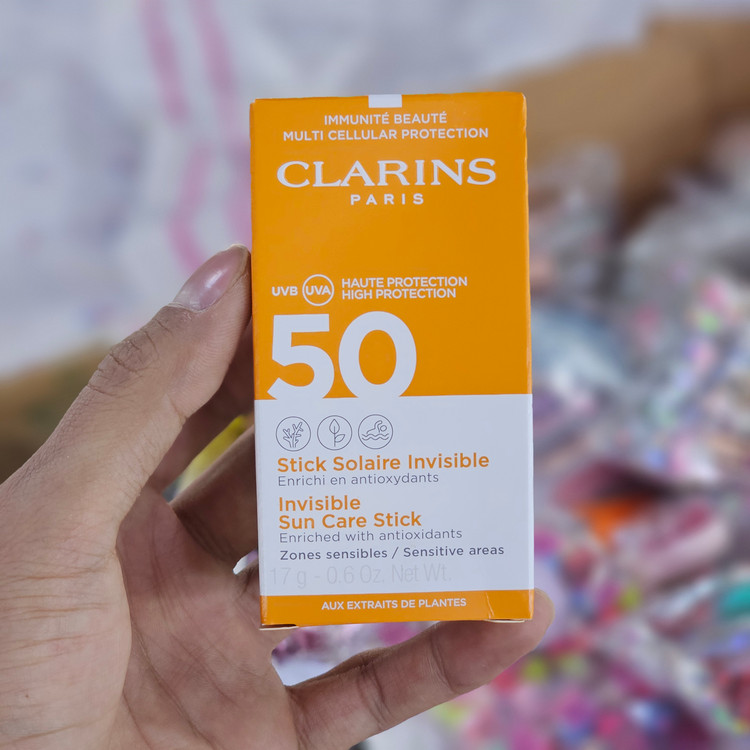 IMMUNITÉ BEAUTÉ
MULTI CELLULAR PROTECTION
CLARINS
PARIS
UVB UVA HAUTE PROTECTION
HIGH PROTECTION
50
Stick Solaire Invisible
Enrichi en antioxydants
Invisible
Sun Care Stick
Enriched with antioxidants
Zones sensibles / Sensitive areas
17 g - 0.6 Oz. Net Wt.
AUX EXTRAITS DE PLANTES